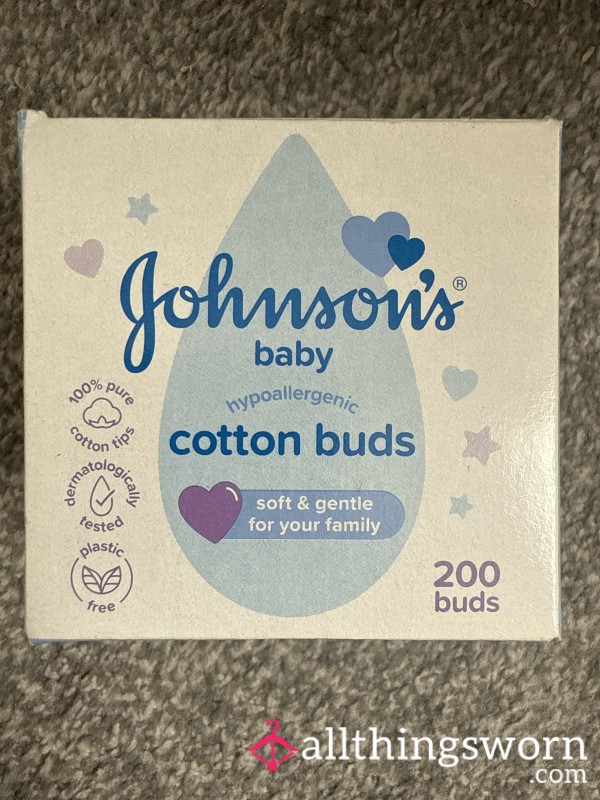 Johnson's®
baby
hypoallergenic
cotton buds
soft & gentle
for your family
100% pure
cotton tips
dermatologically
tested
plastic
free
200
buds
allthingsworn
.com